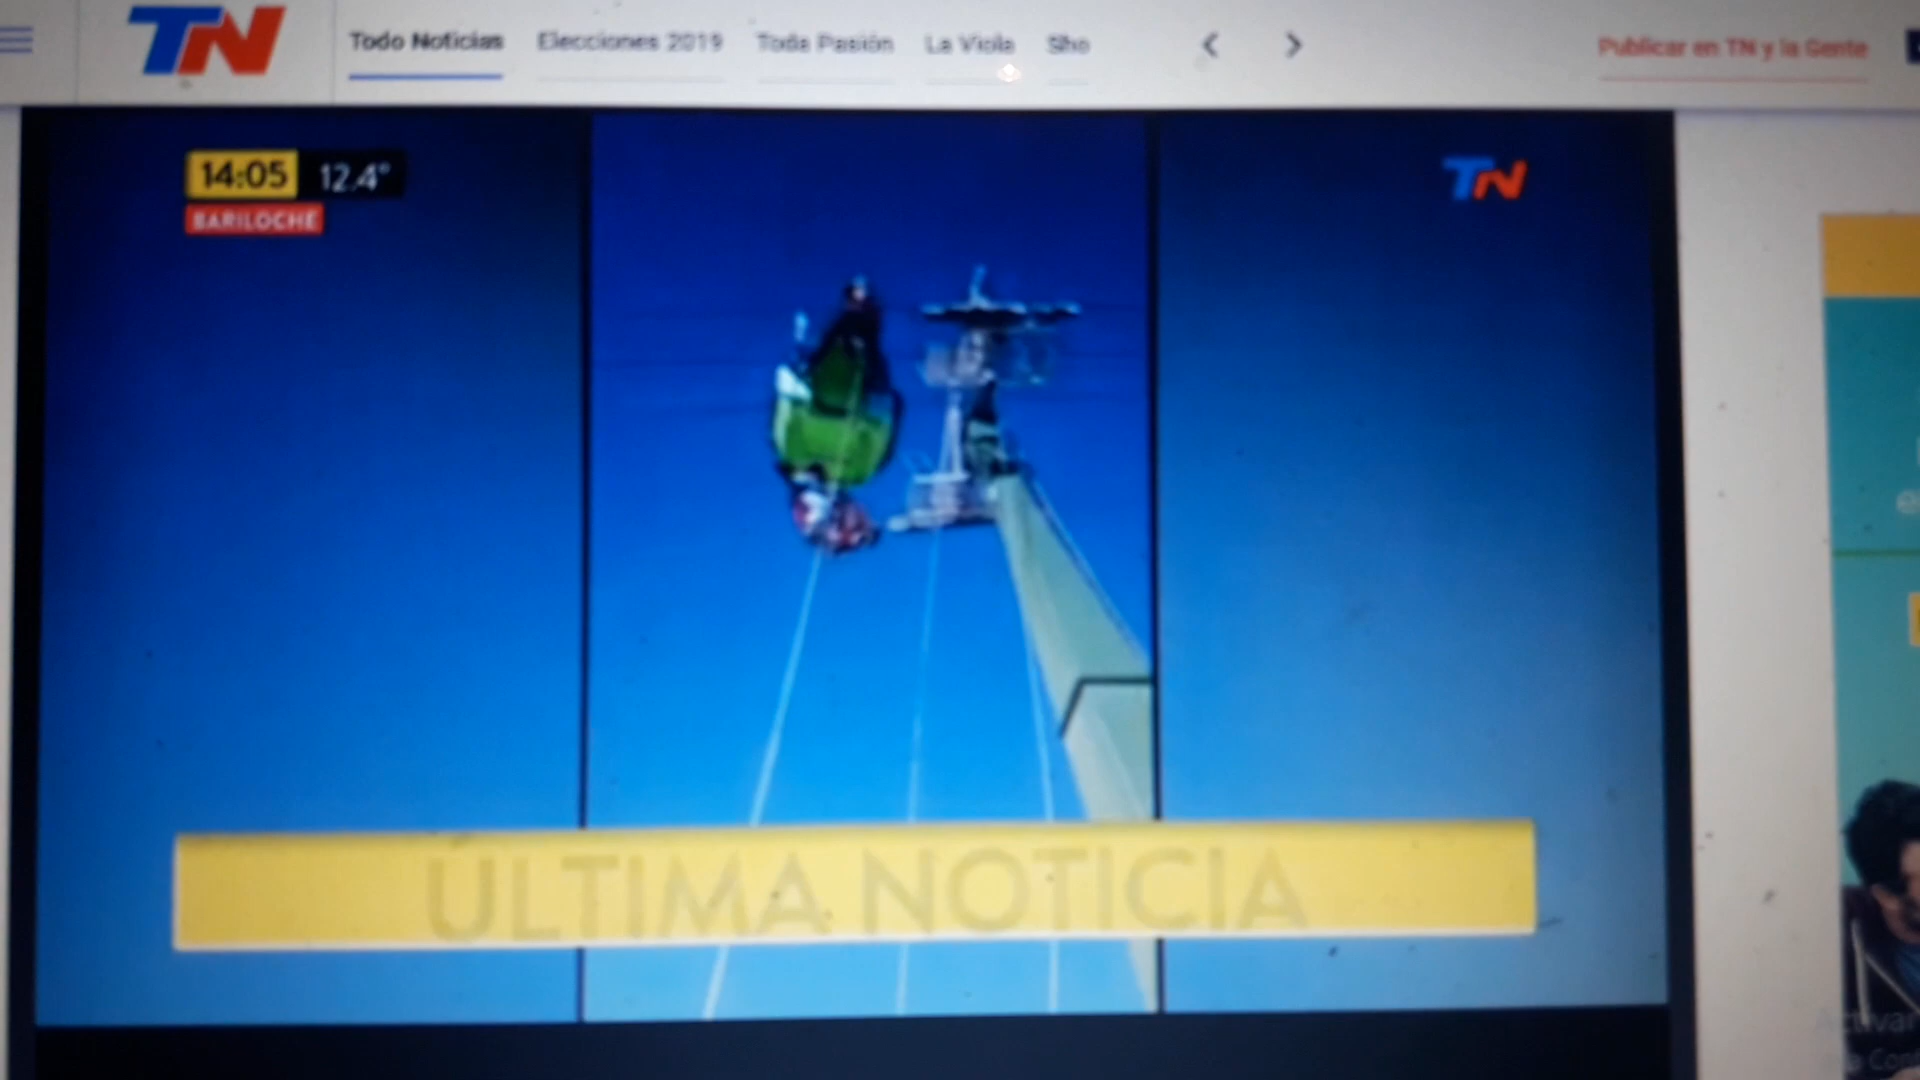 TN
Todo Noticias Elecciones 2019 Toda Pasión La Viola Sho
Publicar en TN y la Gente
14:05 12.4°
BARILOCHE
TN
ÚLTIMA NOTICIA